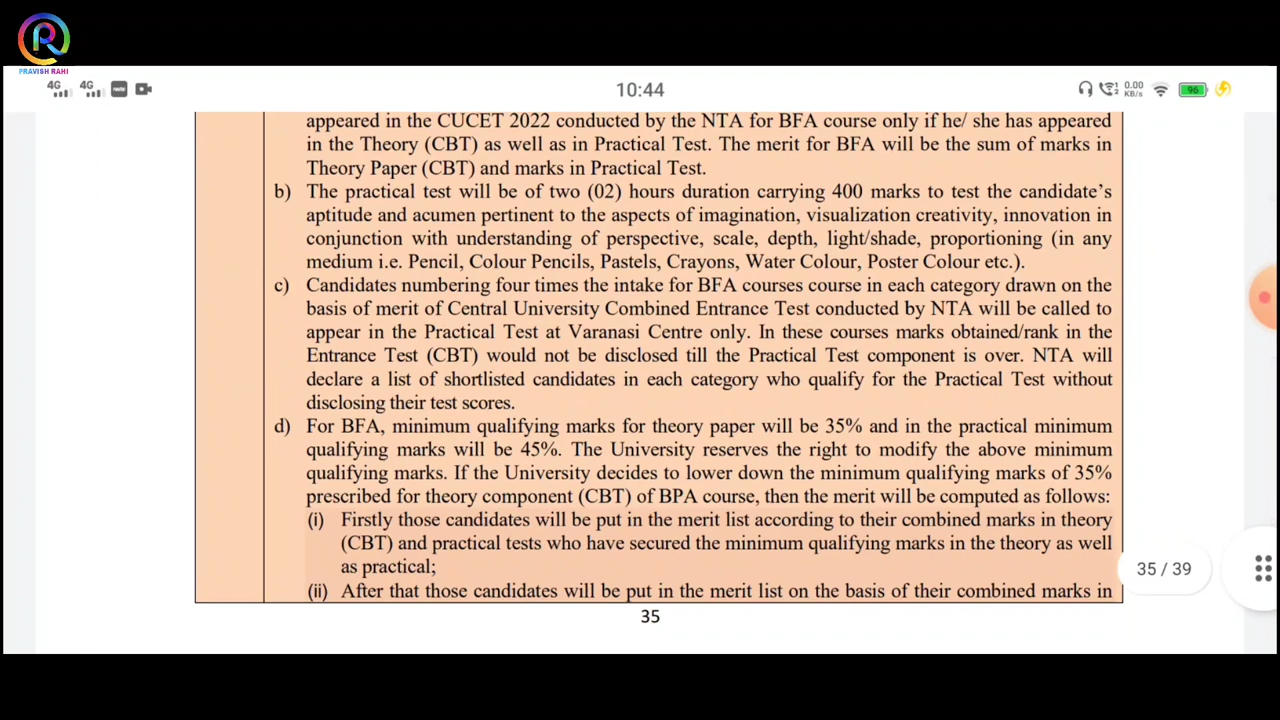 PRAVISH RAHI
4G 4G 10:44 0.00 KB/s 96
appeared in the CUCET 2022 conducted by the NTA for BFA course only if he/ she has appeared
in the Theory (CBT) as well as in Practical Test. The merit for BFA will be the sum of marks in
Theory Paper (CBT) and marks in Practical Test.
b) The practical test will be of two (02) hours duration carrying 400 marks to test the candidate's
aptitude and acumen pertinent to the aspects of imagination, visualization creativity, innovation in
conjunction with understanding of perspective, scale, depth, light/shade, proportioning (in any
medium i.e. Pencil, Colour Pencils, Pastels, Crayons, Water Colour, Poster Colour etc.).
c) Candidates numbering four times the intake for BFA courses course in each category drawn on the
basis of merit of Central University Combined Entrance Test conducted by NTA will be called to
appear in the Practical Test at Varanasi Centre only. In these courses marks obtained/rank in the
Entrance Test (CBT) would not be disclosed till the Practical Test component is over. NTA will
declare a list of shortlisted candidates in each category who qualify for the Practical Test without
disclosing their test scores.
d) For BFA, minimum qualifying marks for theory paper will be 35% and in the practical minimum
qualifying marks will be 45%. The University reserves the right to modify the above minimum
qualifying marks. If the University decides to lower down the minimum qualifying marks of 35%
prescribed for theory component (CBT) of BPA course, then the merit will be computed as follows:
(i) Firstly those candidates will be put in the merit list according to their combined marks in theory
(CBT) and practical tests who have secured the minimum qualifying marks in the theory as well
as practical;
(ii) After that those candidates will be put in the merit list on the basis of their combined marks in
35 / 39
35